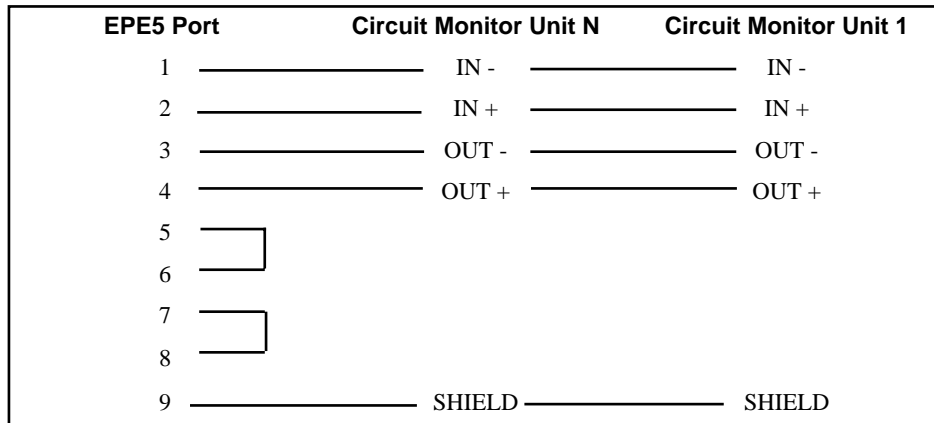 EPE5 Port Circuit Monitor Unit N Circuit Monitor Unit 1
1 IN - IN -
2 IN + IN +
3 OUT - OUT -
4 OUT + OUT +
5
6
7
8
9 SHIELD SHIELD